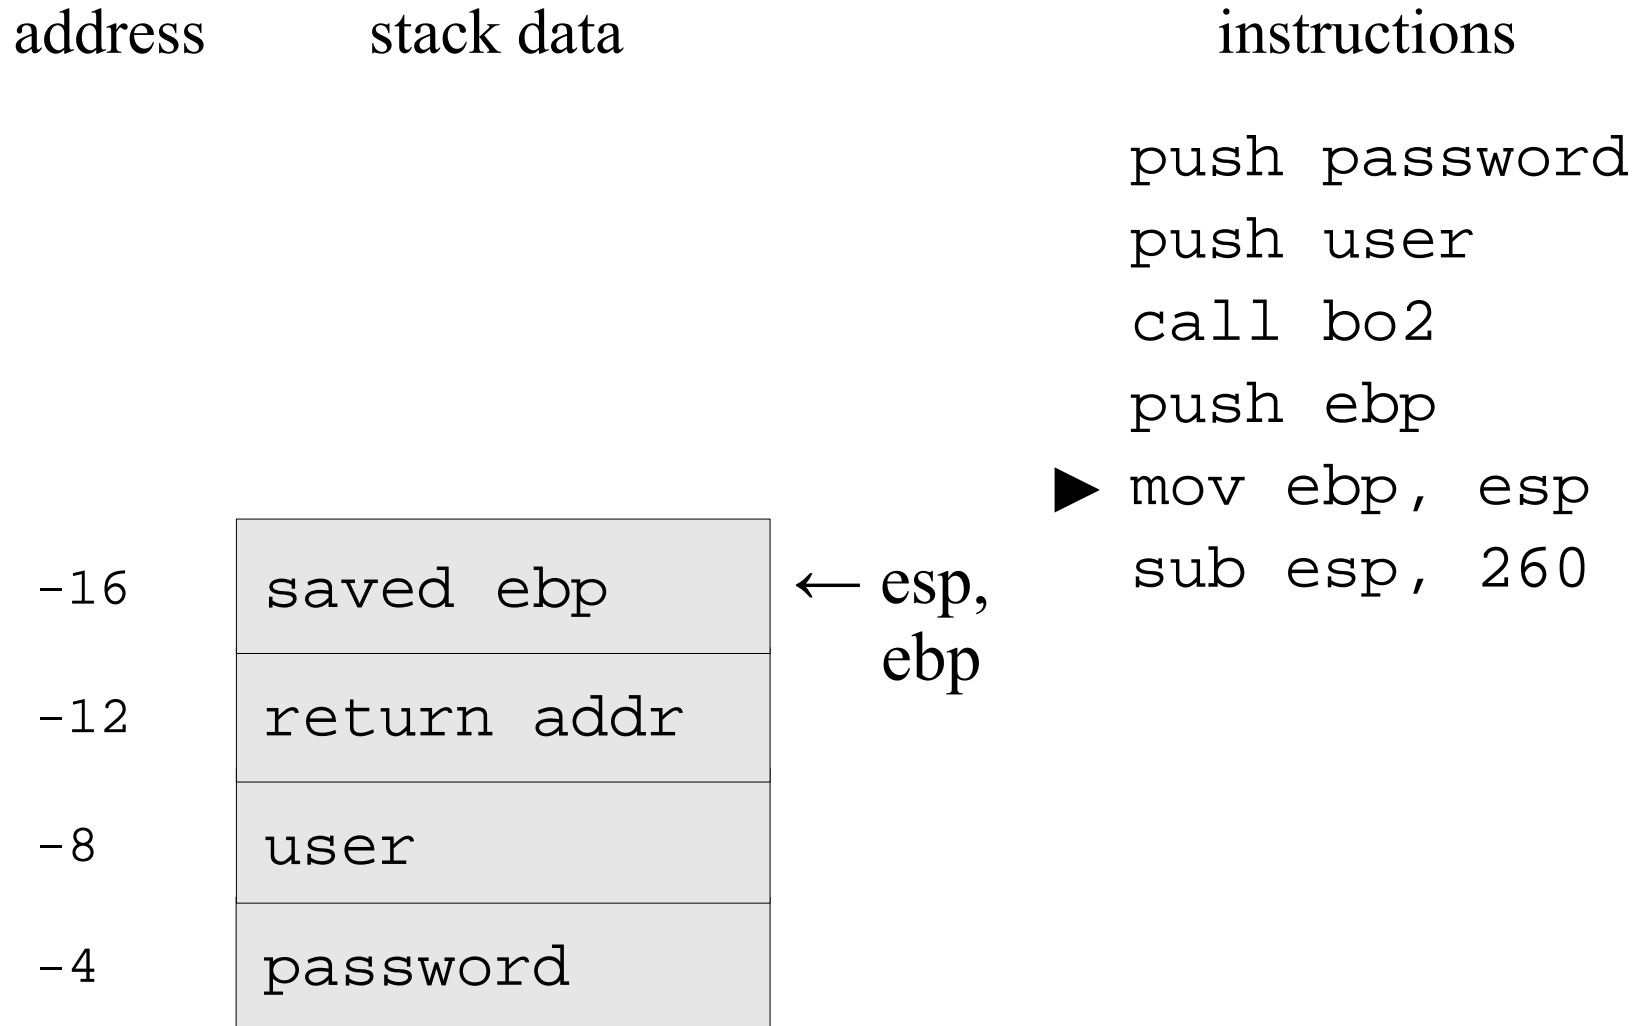 address stack data instructions
push password
push user
call bo2
push ebp
▶ mov ebp, esp
-16 saved ebp ← esp, sub esp, 260
ebp
-12 return addr
-8 user
-4 password